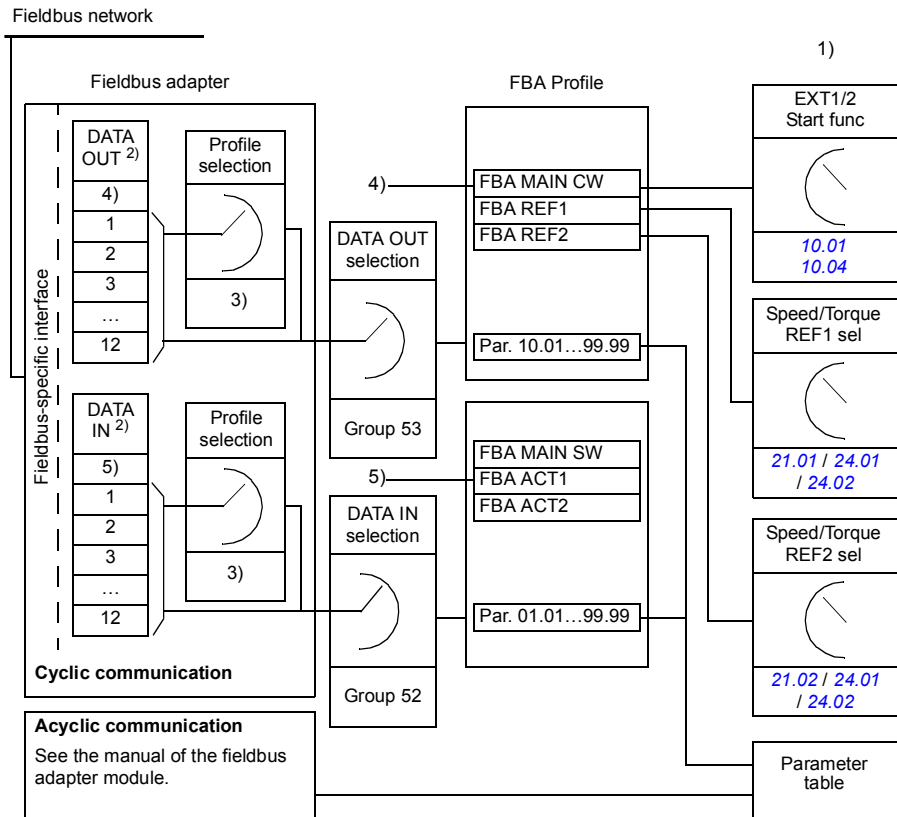 Fieldbus network
1)
Fieldbus adapter
FBA Profile
Fieldbus-specific interface
DATA
OUT 2)
4)
1
2
3
...
12
Profile
selection
3)
DATA
IN 2)
5)
1
2
3
...
12
Profile
selection
3)
Cyclic communication
DATA OUT
selection
Group 53
DATA IN
selection
Group 52
4)
FBA MAIN CW
FBA REF1
FBA REF2
Par. 10.01...99.99
5)
FBA MAIN SW
FBA ACT1
FBA ACT2
Par. 01.01...99.99
EXT1/2
Start func
10.01
10.04
Speed/Torque
REF1 sel
21.01 / 24.01
/ 24.02
Speed/Torque
REF2 sel
21.02 / 24.01
/ 24.02
Acyclic communication
See the manual of the fieldbus
adapter module.
Parameter
table